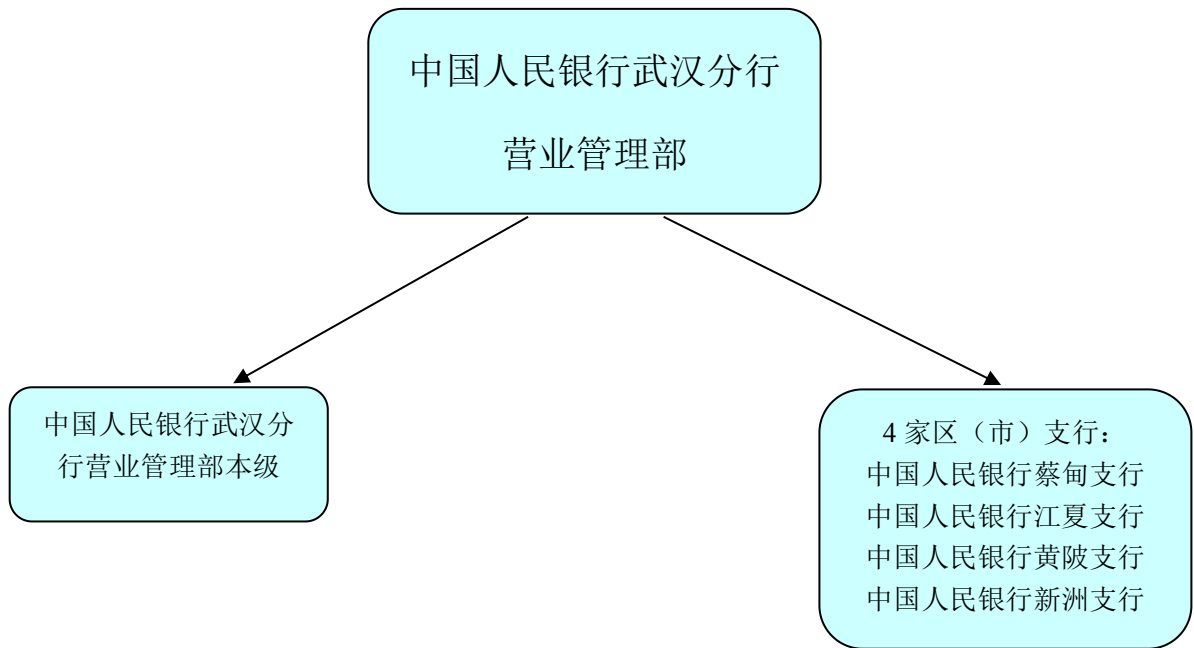 中国人民银行武汉分行
营业管理部
中国人民银行武汉分
行营业管理部本级
4 家区（市）支行：
中国人民银行蔡甸支行
中国人民银行江夏支行
中国人民银行黄陂支行
中国人民银行新洲支行